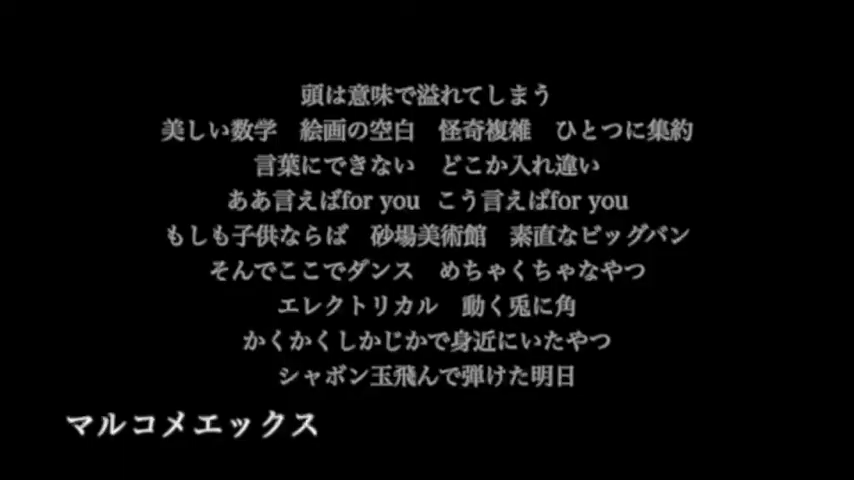 頭は意味で溢れてしまう
美しい数学　絵画の空白　怪奇複雑　ひとつに集約
言葉にできない　どこか入れ違い
ああ言えばfor you　こう言えばfor you
もしも子供ならば　砂場美術館　素直なビッグバン
そんでここでダンス　めちゃくちゃなやつ
エレクトリカル　動く兎に角
かくかくしかじかで身近にいたやつ
シャボン玉飛んで弾けた明日
マルコメエックス